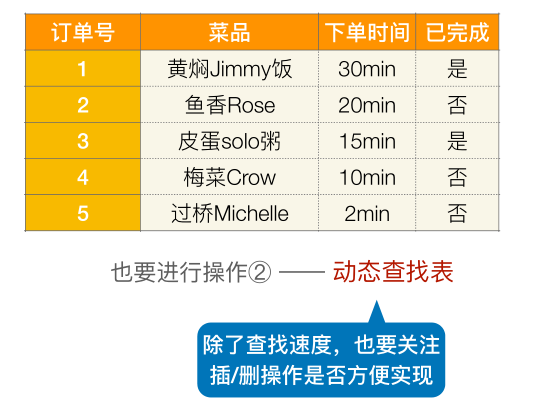 订单号 菜品 下单时间 已完成
1 黄焖Jimmy饭 30min 是
2 鱼香Rose 20min 否
3 皮蛋solo粥 15min 是
4 梅菜Crow 10min 否
5 过桥Michelle 2min 否
也要进行操作② —— 动态查找表
除了查找速度，也要关注
插/删操作是否方便实现